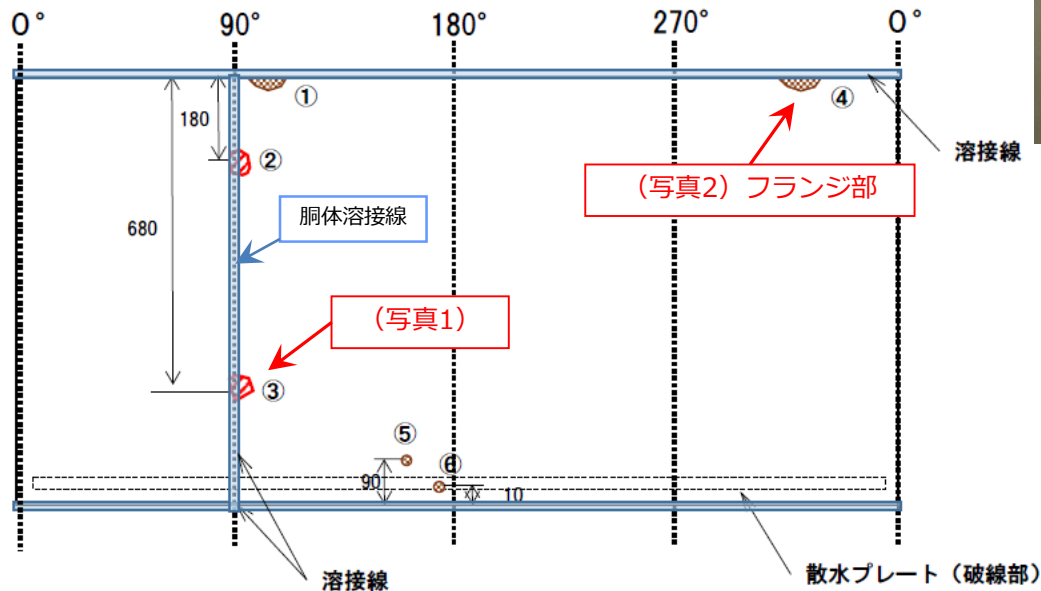 0°
90°
180°
270°
0°
①
④
180
溶接線
②
（写真2）フランジ部
胴体溶接線
680
（写真1）
③
⑤
⑥
90
10
溶接線
散水プレート（破線部）